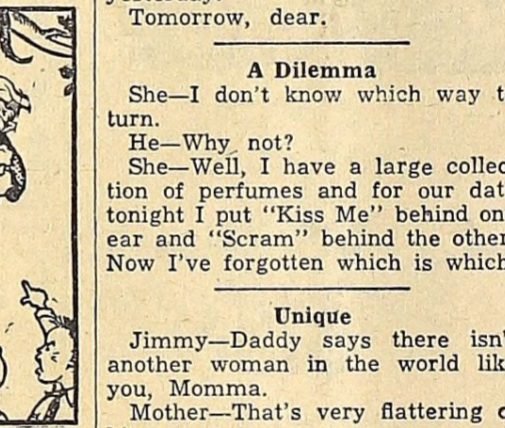 Tomorrow, dear.
A Dilemma
She—I don't know which way t
turn.
He—Why not?
She—Well, I have a large collec
tion of perfumes and for our dat
tonight I put "Kiss Me" behind on
ear and "Scram" behind the other
Now I've forgotten which is which
Unique
Jimmy—Daddy says there isn'
another woman in the world lik
you, Momma.
Mother—That's very flattering